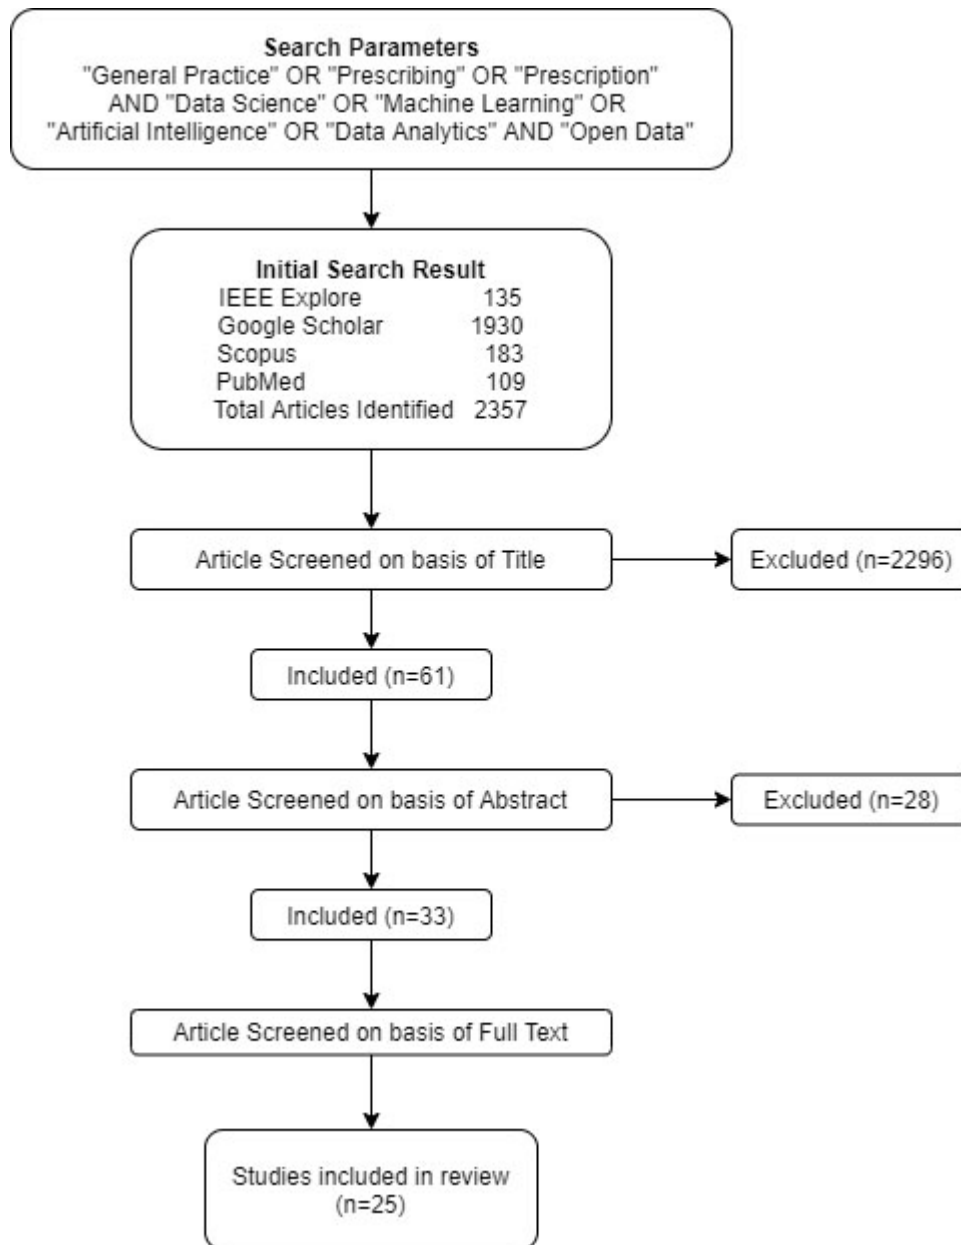 Search Parameters
"General Practice" OR "Prescribing" OR "Prescription"
AND "Data Science" OR "Machine Learning" OR
"Artificial Intelligence" OR "Data Analytics" AND "Open Data"
Initial Search Result
IEEE Explore 135
Google Scholar 1930
Scopus 183
PubMed 109
Total Articles Identified 2357
Article Screened on basis of Title
Excluded (n=2296)
Included (n=61)
Article Screened on basis of Abstract
Excluded (n=28)
Included (n=33)
Article Screened on basis of Full Text
Studies included in review
(n=25)